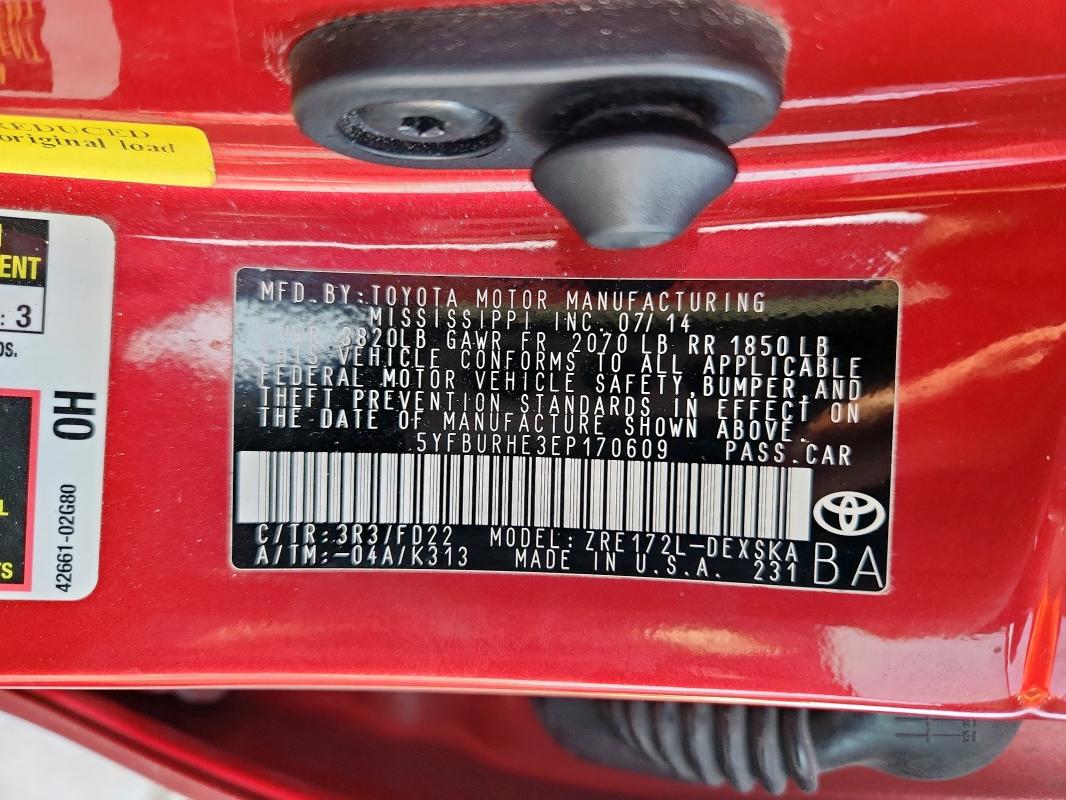 REDUCED
original load
ENT
: 3
OH
42661-02G80
MFD.BY:TOYOTA MOTOR MANUFACTURING
MISSISSIPPI INC. 07/14
GVWR 3820LB GAWR FR 2070 LB RR 1850 LB
THIS VEHICLE CONFORMS TO ALL APPLICABLE
FEDERAL MOTOR VEHICLE SAFETY,BUMPER,AND
THEFT PREVENTION STANDARDS IN EFFECT ON
THE DATE OF MANUFACTURE SHOWN ABOVE.
5YFBURHE3EP170609 PASS.CAR
C/TR:3R3/FD22 MODEL:ZRE172L-DEXSKA
A/TM:-04A/K313 MADE IN U.S.A. 231 BA